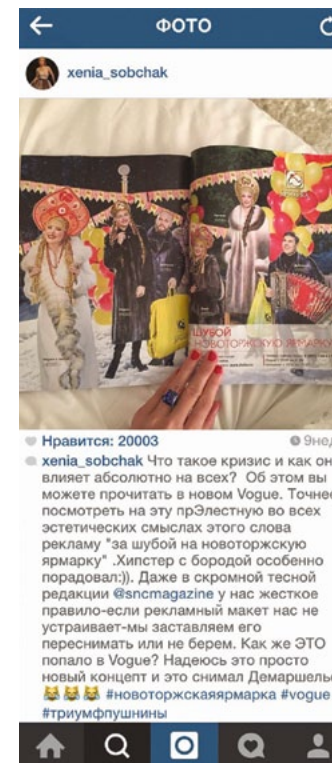 ФОТО
xenia_sobchak
ШУБОЙ
НОВОТОРЖСКУЮ ЯРМАРКУ
Нравится: 20003
9нед
xenia_sobchak Что такое кризис и как он
влияет абсолютно на всех? Об этом вы
можете прочитать в новом Vogue. Точнее
посмотреть на эту прЭлестную во всех
эстетических смыслах этого слова
рекламу "за шубой на новоторжскую
ярмарку" .Хипстер с бородой особенно
порадовал:)). Даже в скромной тесной
редакции @sncmagazine у нас жесткое
правило-если рекламный макет нас не
устраивает-мы заставляем его
переснимать или не берем. Как же ЭТО
попало в Vogue? Надеюсь это просто
новый концепт и это снимал Демаршелье
😹😹😹 #новоторжскаяярмарка #vogue
#триумфпушнины